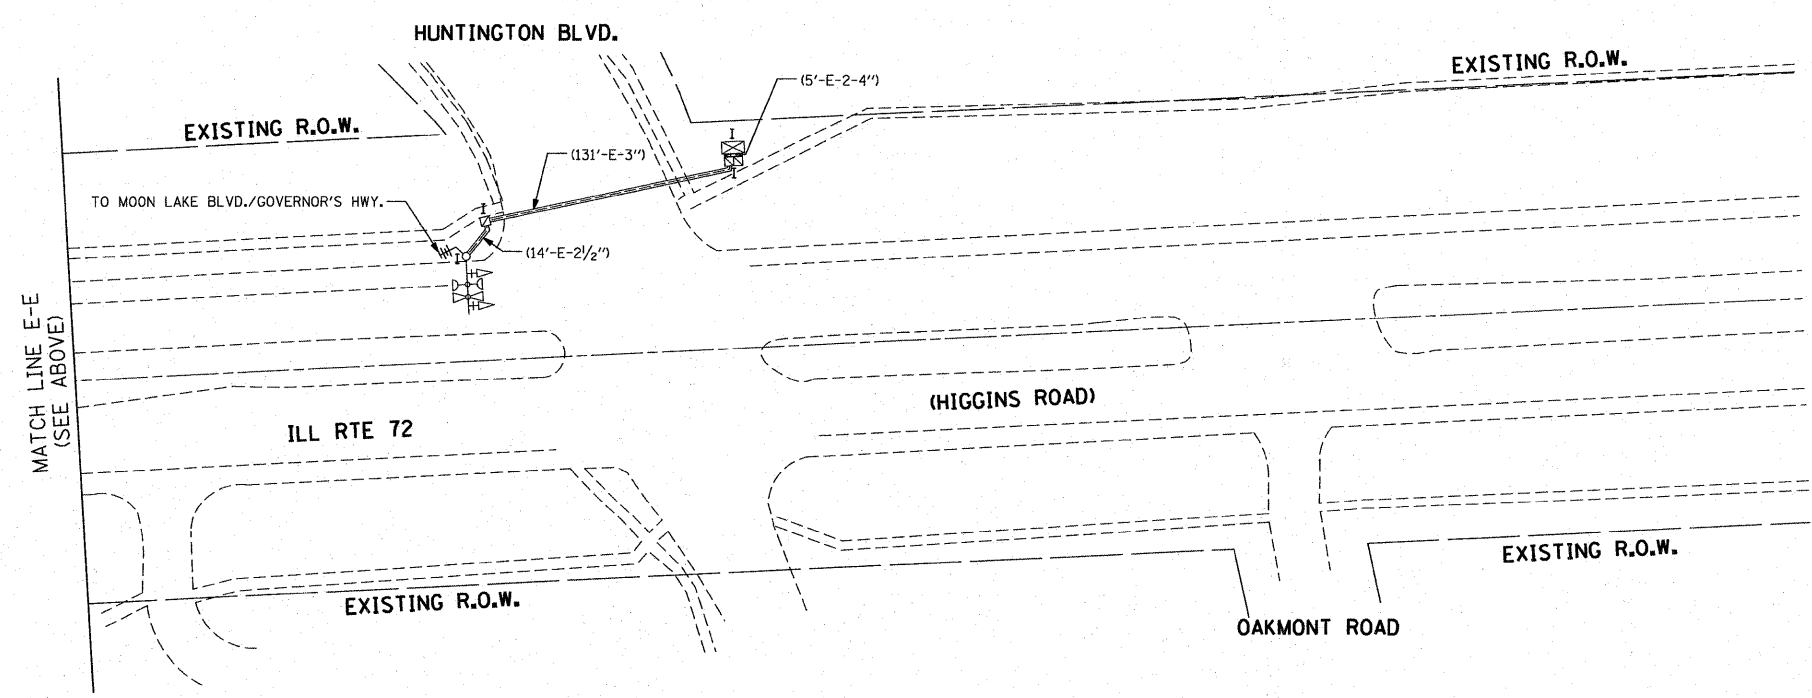 HUNTINGTON BLVD.
EXISTING R.O.W.
(5'-E-2-4")
EXISTING R.O.W.
I
(131'-E-3")
I
TO MOON LAKE BLVD./GOVERNOR'S HWY.
I
(14'-E-2½")
I
MATCH LINE E-E
(SEE ABOVE)
(HIGGINS ROAD)
ILL RTE 72
EXISTING R.O.W.
EXISTING R.O.W.
OAKMONT ROAD